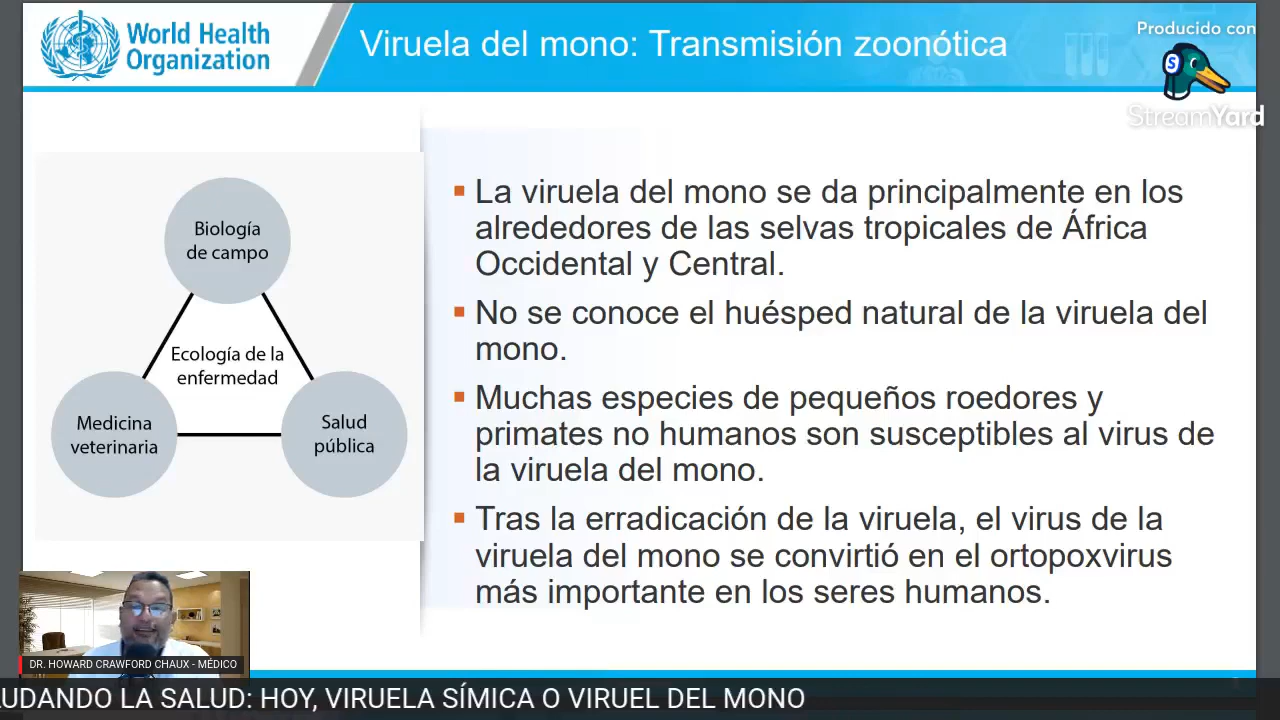 World Health
Organization
Viruela del mono: Transmisión zoonótica
Producido con
S
StreamYard
Biología
de campo
Ecología de la
enfermedad
Medicina
veterinaria
Salud
pública
La viruela del mono se da principalmente en los
alrededores de las selvas tropicales de África
Occidental y Central.
No se conoce el huésped natural de la viruela del
mono.
Muchas especies de pequeños roedores y
primates no humanos son susceptibles al virus de
la viruela del mono.
Tras la erradicación de la viruela, el virus de la
viruela del mono se convirtió en el ortopoxvirus
más importante en los seres humanos.
DR. HOWARD CRAWFORD CHAUX - MÉDICO
UDANDO LA SALUD: HOY, VIRUELA SÍMICA O VIRUEL DEL MONO